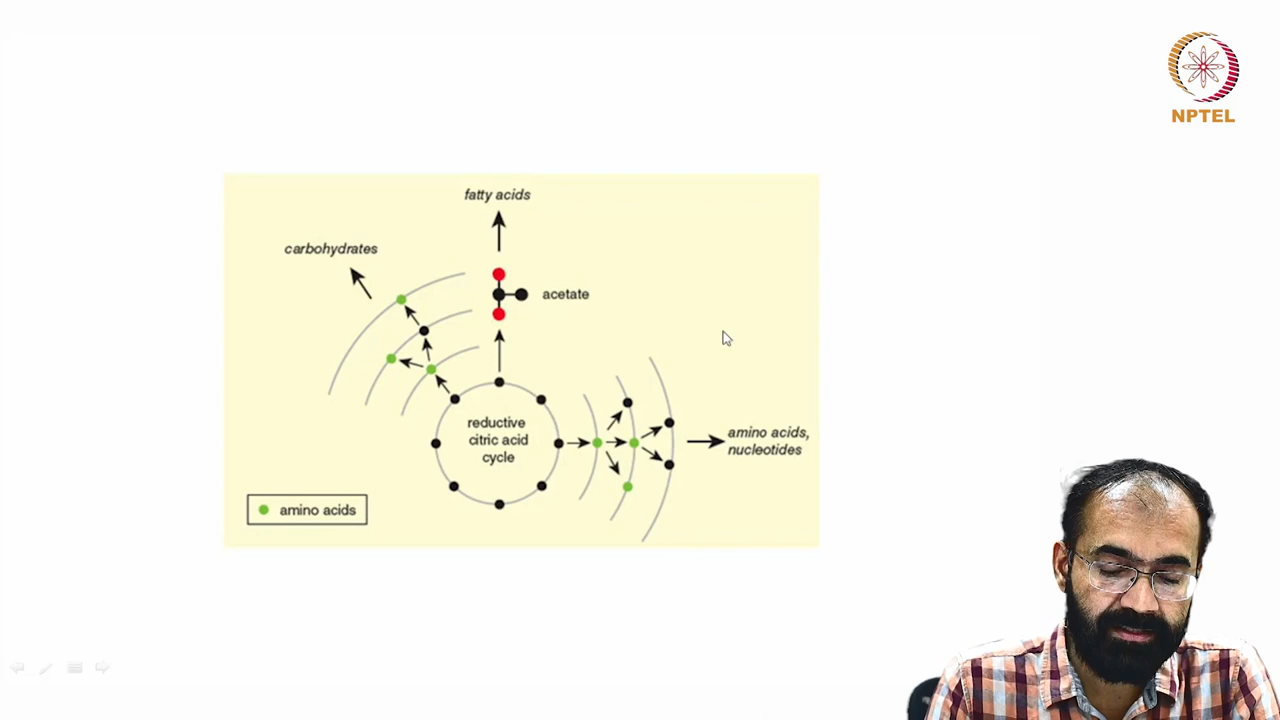 NPTEL
fatty acids
carbohydrates
acetate
reductive
citric acid
cycle
amino acids,
nucleotides
amino acids